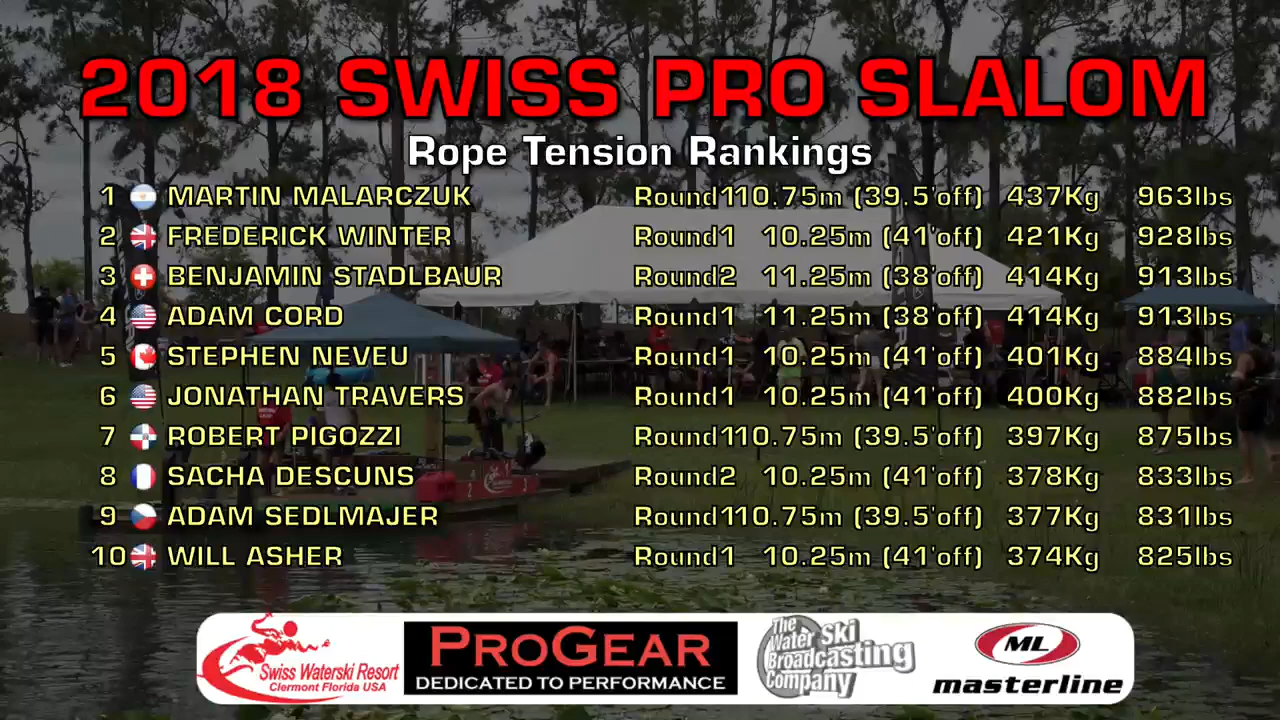 2018 SWISS PRO SLALOM
Rope Tension Rankings
1 MARTIN MALARCZUK Round1 10.75m (39.5'off) 437Kg 963lbs
2 FREDERICK WINTER Round1 10.25m (41'off) 421Kg 928lbs
3 BENJAMIN STADLBAUR Round2 11.25m (38'off) 414Kg 913lbs
4 ADAM CORD Round1 11.25m (38'off) 414Kg 913lbs
5 STEPHEN NEVEU Round1 10.25m (41'off) 401Kg 884lbs
6 JONATHAN TRAVERS Round1 10.25m (41'off) 400Kg 882lbs
7 ROBERT PIGOZZI Round1 10.75m (39.5'off) 397Kg 875lbs
8 SACHA DESCUNS Round2 10.25m (41'off) 378Kg 833lbs
9 ADAM SEDLMAJER Round1 10.75m (39.5'off) 377Kg 831lbs
10 WILL ASHER Round1 10.25m (41'off) 374Kg 825lbs
Swiss Waterski Resort
Clermont Florida USA
PROGEAR
DEDICATED TO PERFORMANCE
The
Water Ski
Broadcasting
Company
ML
masterline